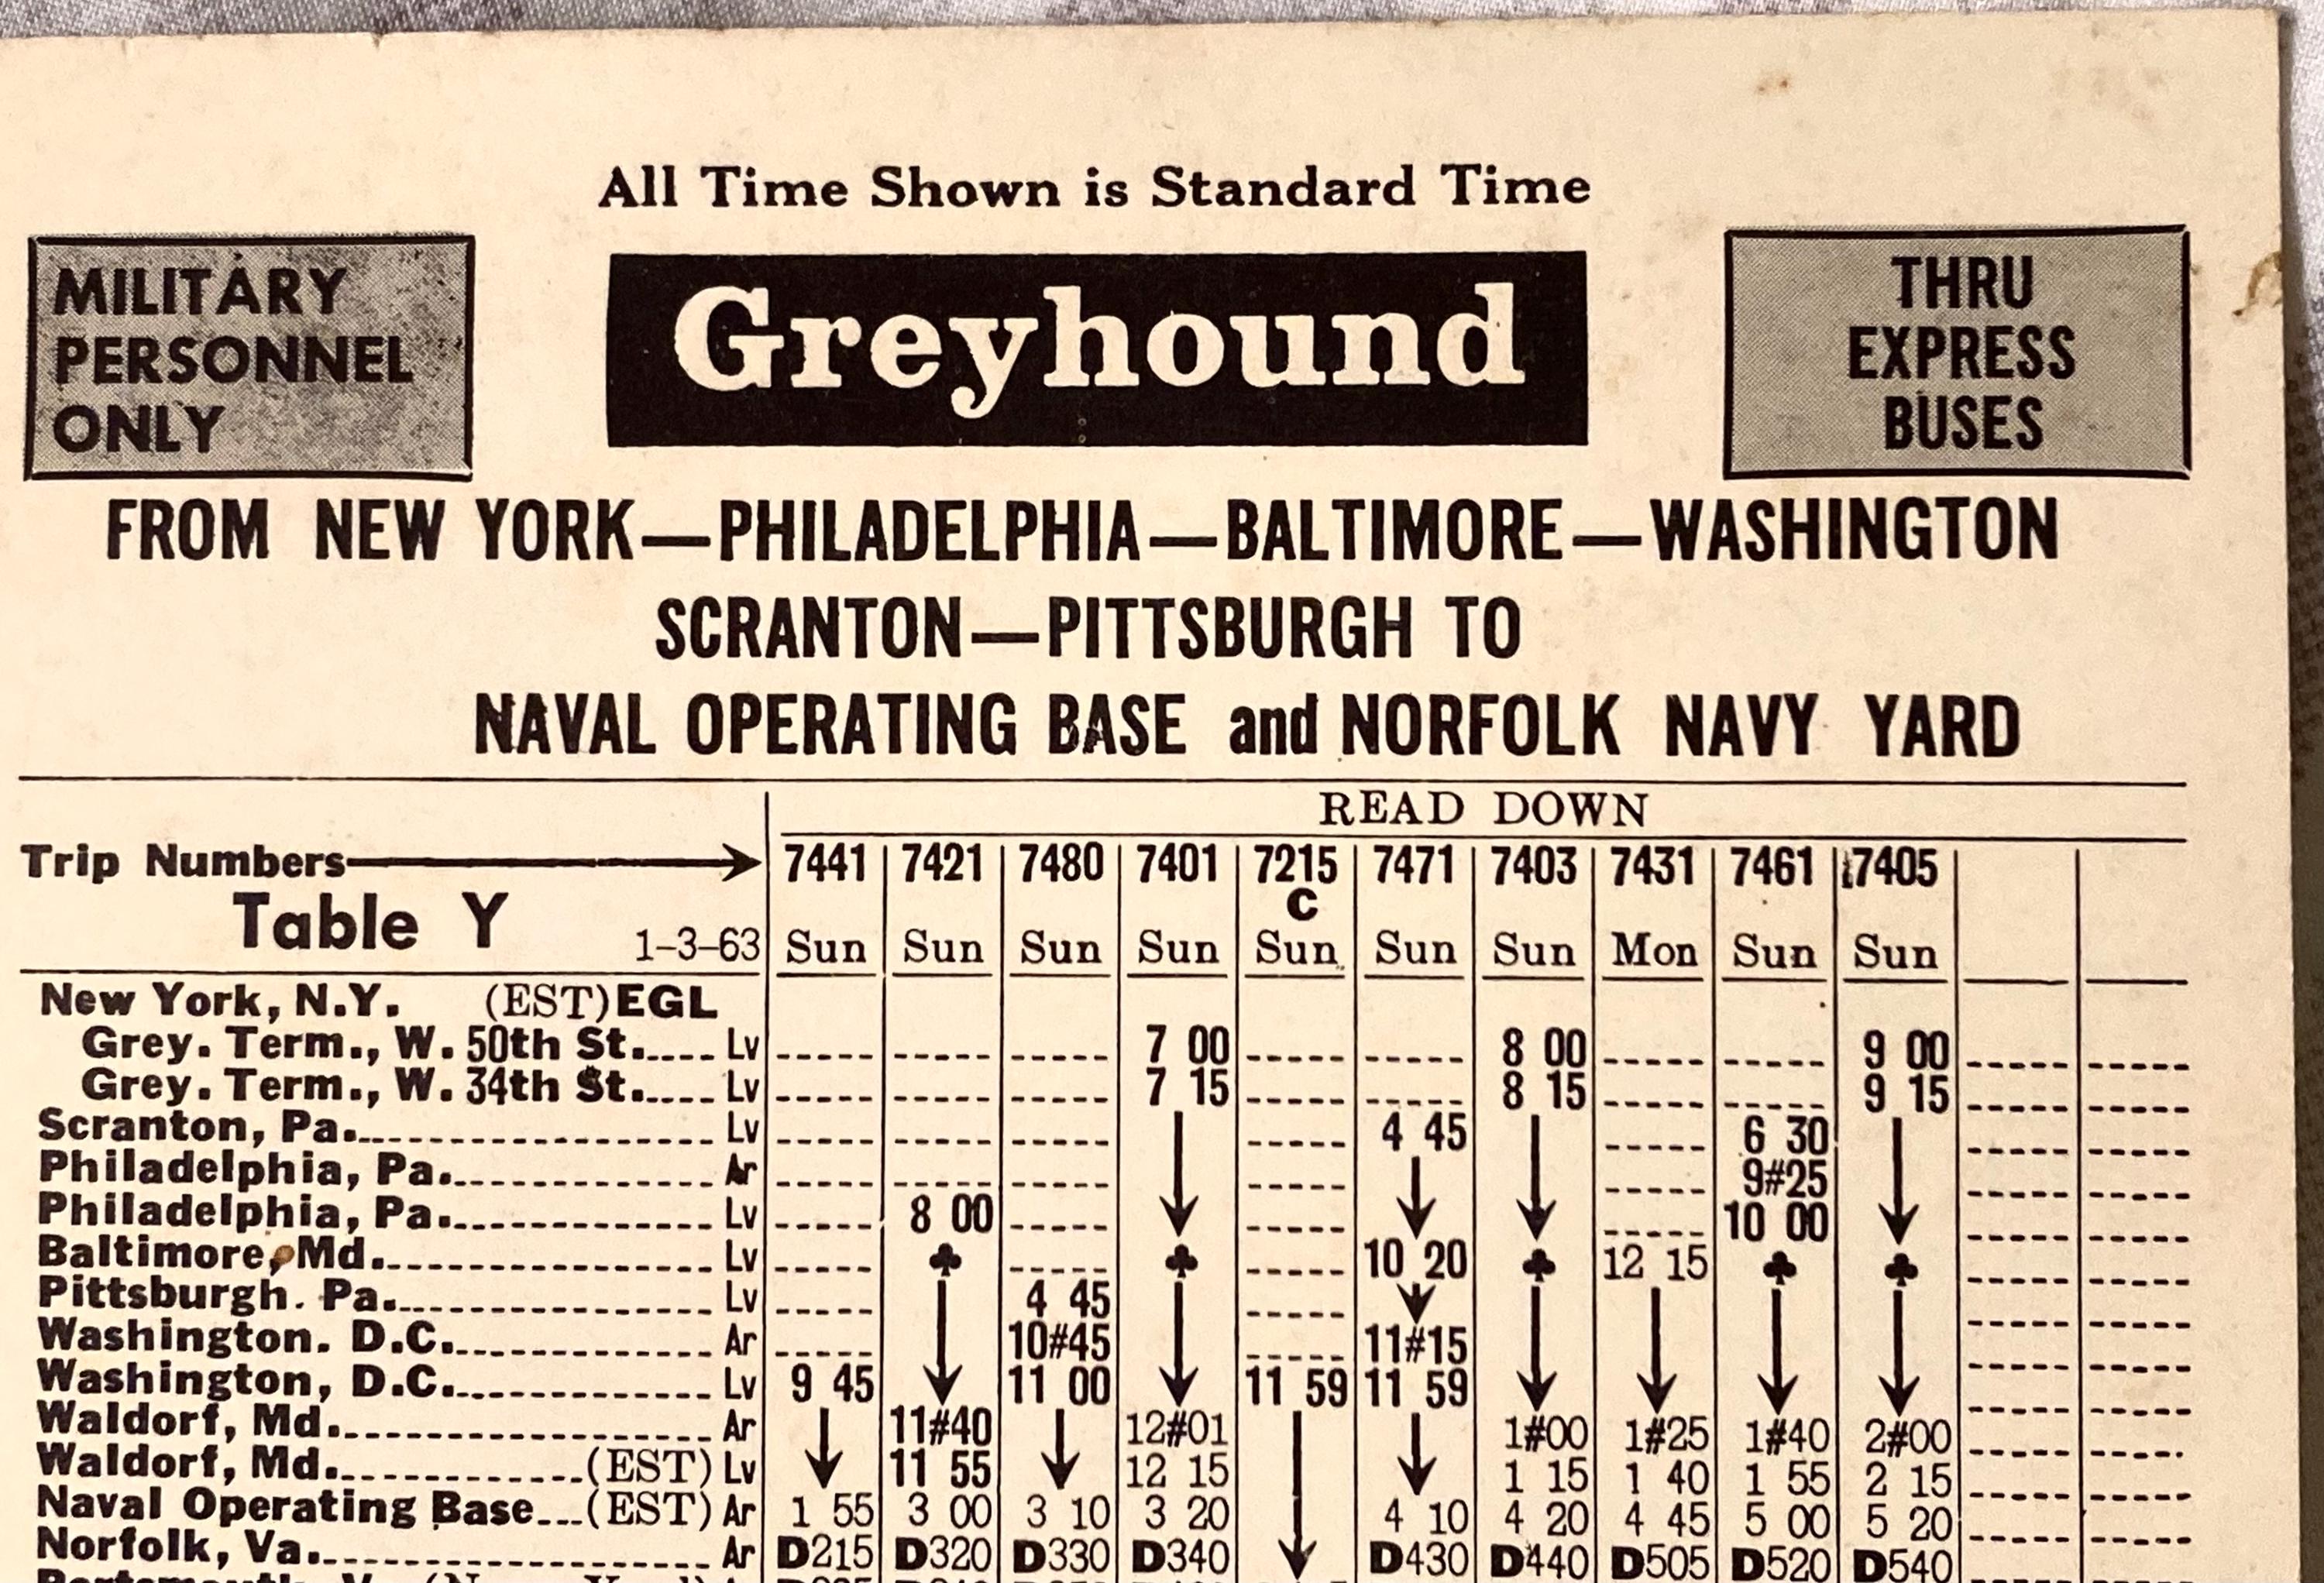 All Time Shown is Standard Time
MILITARY
PERSONNEL
ONLY
Greyhound
THRU
EXPRESS
BUSES
FROM NEW YORK—PHILADELPHIA—BALTIMORE—WASHINGTON
SCRANTON—PITTSBURGH TO
NAVAL OPERATING BASE and NORFOLK NAVY YARD
READ DOWN
Trip Numbers 7441 7421 7480 7401 7215 7471 7403 7431 7461 7405
C
Table Y 1-3-63 Sun Sun Sun Sun Sun Sun Sun Mon Sun Sun
New York, N.Y. (EST) EGL
Grey. Term., W. 50th St. Lv 7 00 8 00 9 00
Grey. Term., W. 34th St. Lv 7 15 8 15 9 15
Scranton, Pa. Lv 4 45 6 30
Philadelphia, Pa. Ar 9#25
Philadelphia, Pa. Lv 8 00 10 00
Baltimore, Md. Lv ♣ ♣ 10 20 ♣ 12 15 ♣ ♣
Pittsburgh. Pa. Lv 4 45
Washington. D.C. Ar 10#45 11#15
Washington, D.C. Lv 9 45 11 00 11 59 11 59
Waldorf, Md. Ar 11#40 12#01 1#00 1#25 1#40 2#00
Waldorf, Md. (EST) Lv 11 55 12 15 1 15 1 40 1 55 2 15
Naval Operating Base (EST) Ar 1 55 3 00 3 10 3 20 4 10 4 20 4 45 5 00 5 20
Norfolk, Va. Ar D215 D320 D330 D340 D430 D440 D505 D520 D540